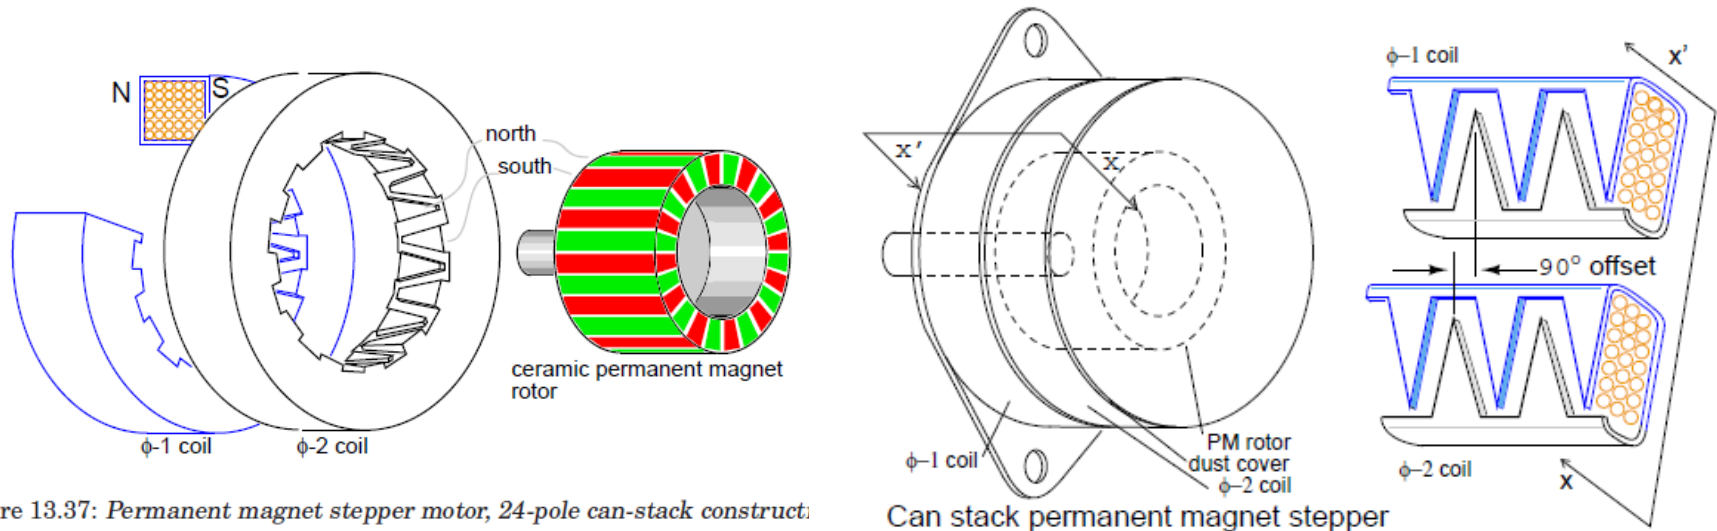 N
S
north
south
ceramic permanent magnet
rotor
ϕ-1 coil
ϕ-2 coil
re 13.37: Permanent magnet stepper motor, 24-pole can-stack constructi
x'
x
ϕ-1 coil
PM rotor
dust cover
ϕ-2 coil
Can stack permanent magnet stepper
ϕ-1 coil
x'
90° offset
ϕ-2 coil
x